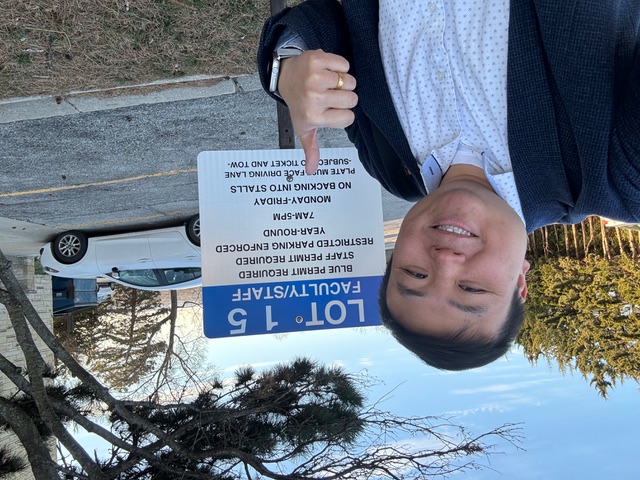 LOT 15
FACULTY/STAFF
BLUE PERMIT REQUIRED
STAFF PERMIT REQUIRED
RESTRICTED PARKING ENFORCED
YEAR-ROUND
7AM-5PM
MONDAY-FRIDAY
NO BACKING INTO STALLS
PLATE MUST FACE DRIVING LANE
-SUBJECT TO TICKET AND TOW-